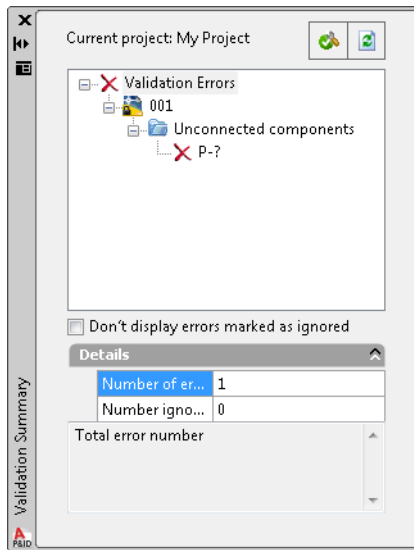 Current project: My Project
Validation Errors
001
Unconnected components
P-?
Don't display errors marked as ignored
Details
Number of er... 1
Number igno... 0
Total error number
Validation Summary
P&ID